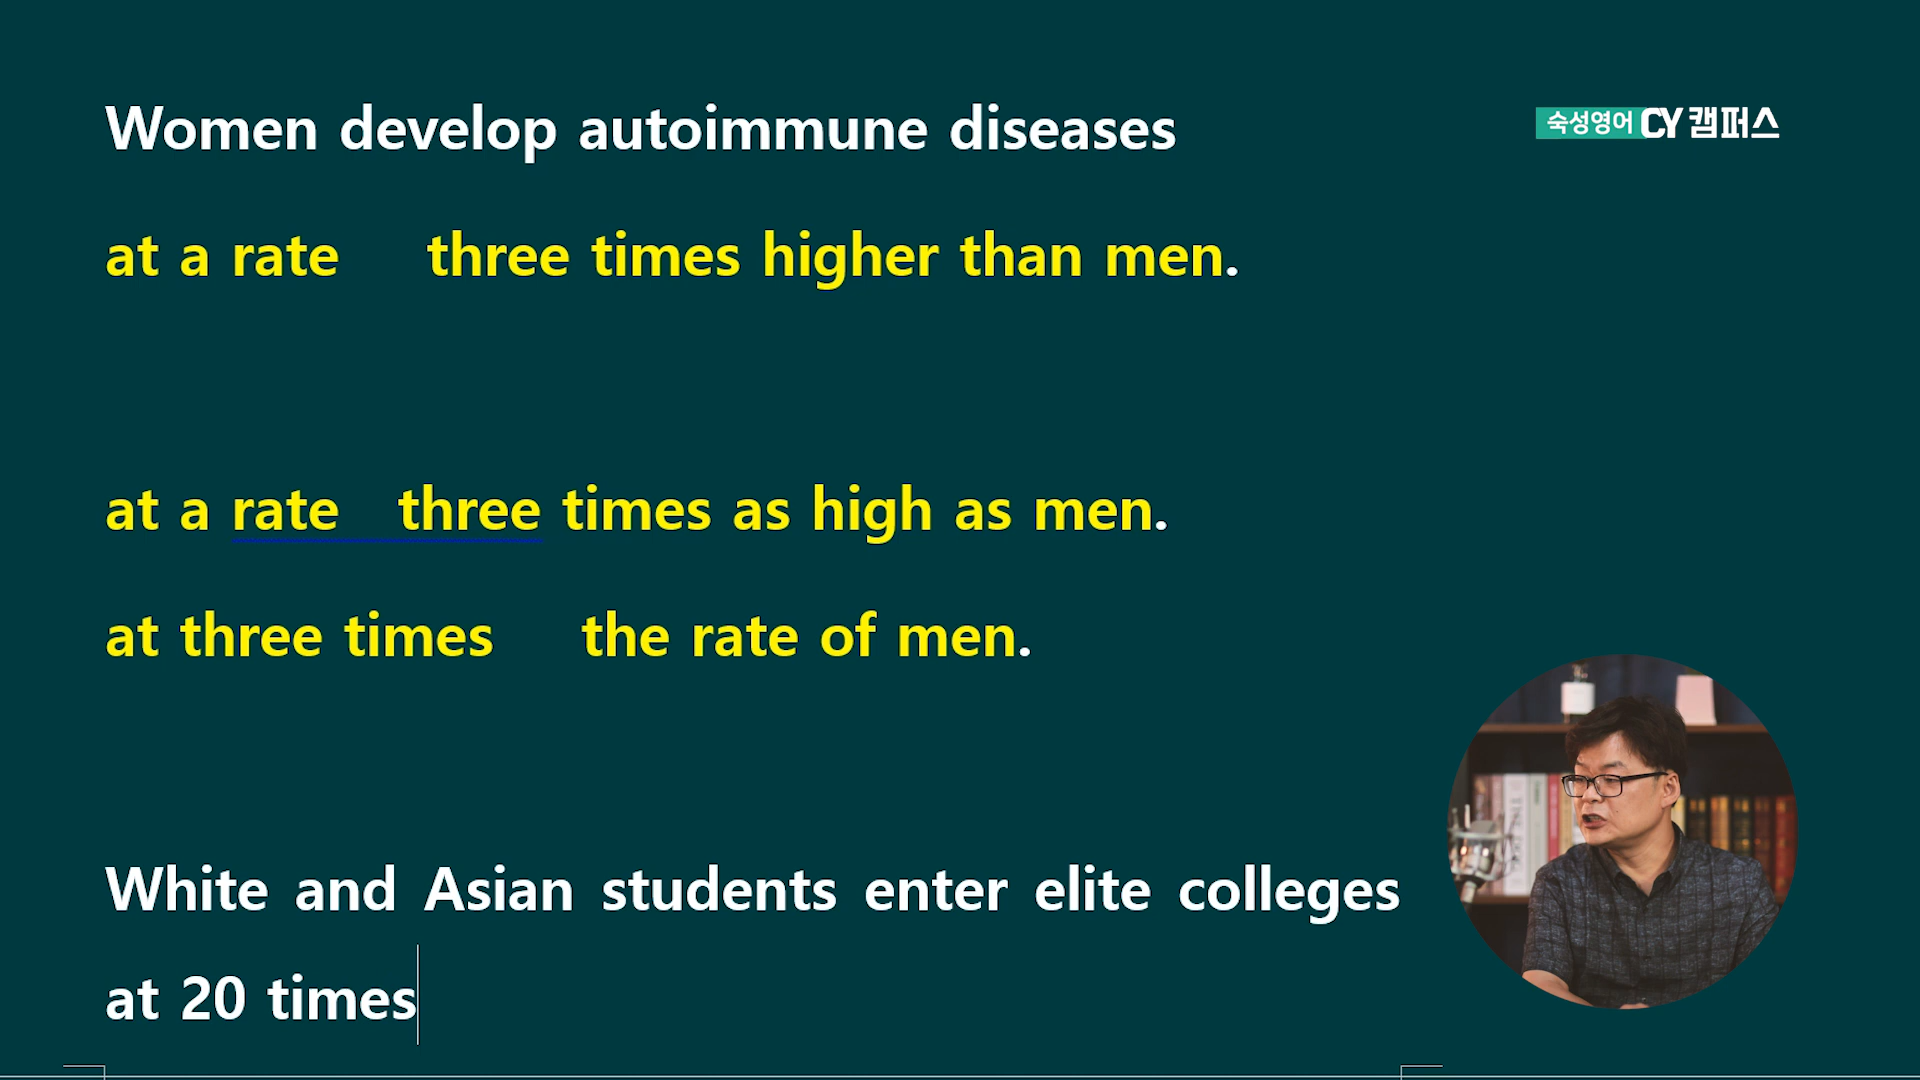 Women develop autoimmune diseases
숙성영어 CY캠퍼스
at a rate three times higher than men.
at a rate three times as high as men.
at three times the rate of men.
White and Asian students enter elite colleges
at 20 times